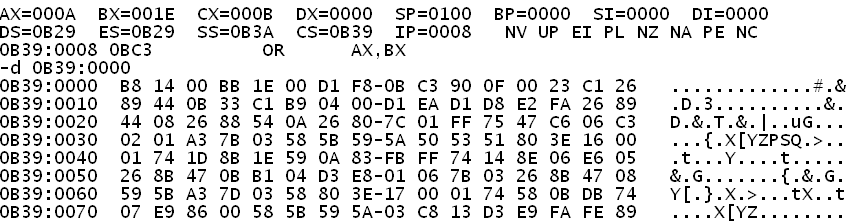 AX=000A  BX=001E  CX=000B  DX=0000  SP=0100  BP=0000  SI=0000  DI=0000
DS=0B29  ES=0B29  SS=0B3A  CS=0B39  IP=0008   NV UP EI PL NZ NA PE NC
0B39:0008 0BC3          OR      AX,BX
-d 0B39:0000
0B39:0000  B8 14 00 BB 1E 00 D1 F8-0B C3 90 0F 00 23 C1 26   .............#.&
0B39:0010  89 44 0B 33 C1 B9 04 00-D1 EA D1 D8 E2 FA 26 89   .D.3..........&.
0B39:0020  44 08 26 88 54 0A 26 80-7C 01 FF 75 47 C6 06 C3   D.&.T.&.|..uG...
0B39:0030  02 01 A3 7B 03 58 5B 59-5A 50 53 51 80 3E 16 00   ...{.X[YZPSQ.>..
0B39:0040  01 74 1D 8B 1E 59 0A 83-FB FF 74 14 8E 06 E6 05   .t...Y....t.....
0B39:0050  26 8B 47 0B B1 04 D3 E8-01 06 7B 03 26 8B 47 08   &.G.......{.&.G.
0B39:0060  59 5B A3 7D 03 58 80 3E-17 00 01 74 58 0B DB 74   Y[.}.X.>...tX..t
0B39:0070  07 E9 86 00 58 5B 59 5A-03 C8 13 D3 E9 FA FE 89   ....X[YZ........